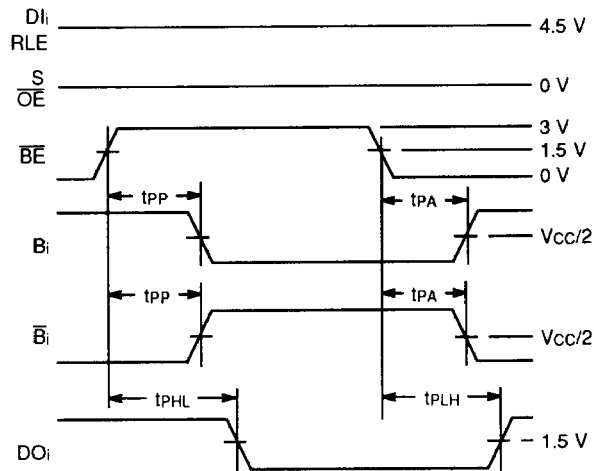 DIi
RLE
4.5 V
S
OE
0 V
BE
3 V
1.5 V
0 V
tPP
tPA
Bi
VCC/2
tPP
tPA
Bi
VCC/2
tPHL
tPLH
DOi
1.5 V